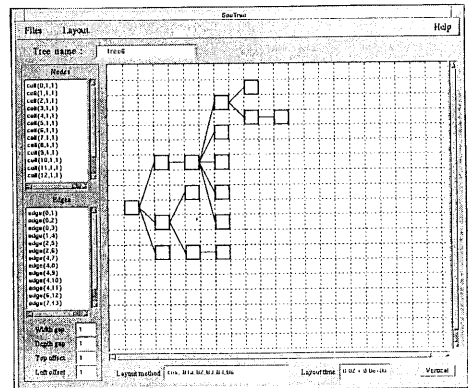 Files Layout Help
Tree name : tree6
Nodes
cell(0,1,1)
cell(1,1,1)
cell(2,1,1)
cell(3,1,1)
cell(4,1,1)
cell(5,1,1)
cell(6,1,1)
cell(7,1,1)
cell(8,1,1)
cell(9,1,1)
cell(10,1,1)
cell(11,1,1)
cell(12,1,1)
Edges
edge(0,1)
edge(0,2)
edge(0,3)
edge(1,4)
edge(2,5)
edge(2,6)
edge(4,7)
edge(4,8)
edge(4,9)
edge(4,10)
edge(4,11)
edge(6,12)
edge(7,13)
Width gap 1
Depth gap 1
Top offset 1
Left offset 1
Layout method
Layout time
Vertical